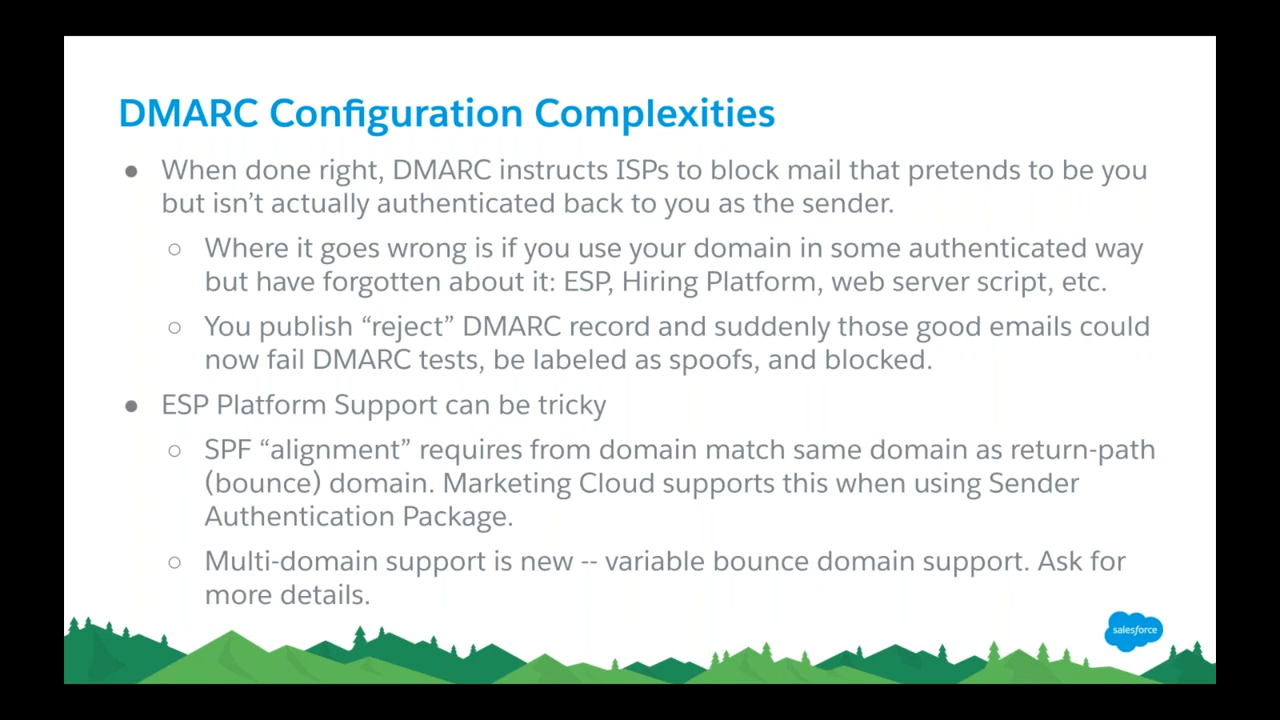 DMARC Configuration Complexities
● When done right, DMARC instructs ISPs to block mail that pretends to be you
but isn’t actually authenticated back to you as the sender.
○ Where it goes wrong is if you use your domain in some authenticated way
but have forgotten about it: ESP, Hiring Platform, web server script, etc.
○ You publish “reject” DMARC record and suddenly those good emails could
now fail DMARC tests, be labeled as spoofs, and blocked.
● ESP Platform Support can be tricky
○ SPF “alignment” requires from domain match same domain as return-path
(bounce) domain. Marketing Cloud supports this when using Sender
Authentication Package.
○ Multi-domain support is new -- variable bounce domain support. Ask for
more details.
salesforce